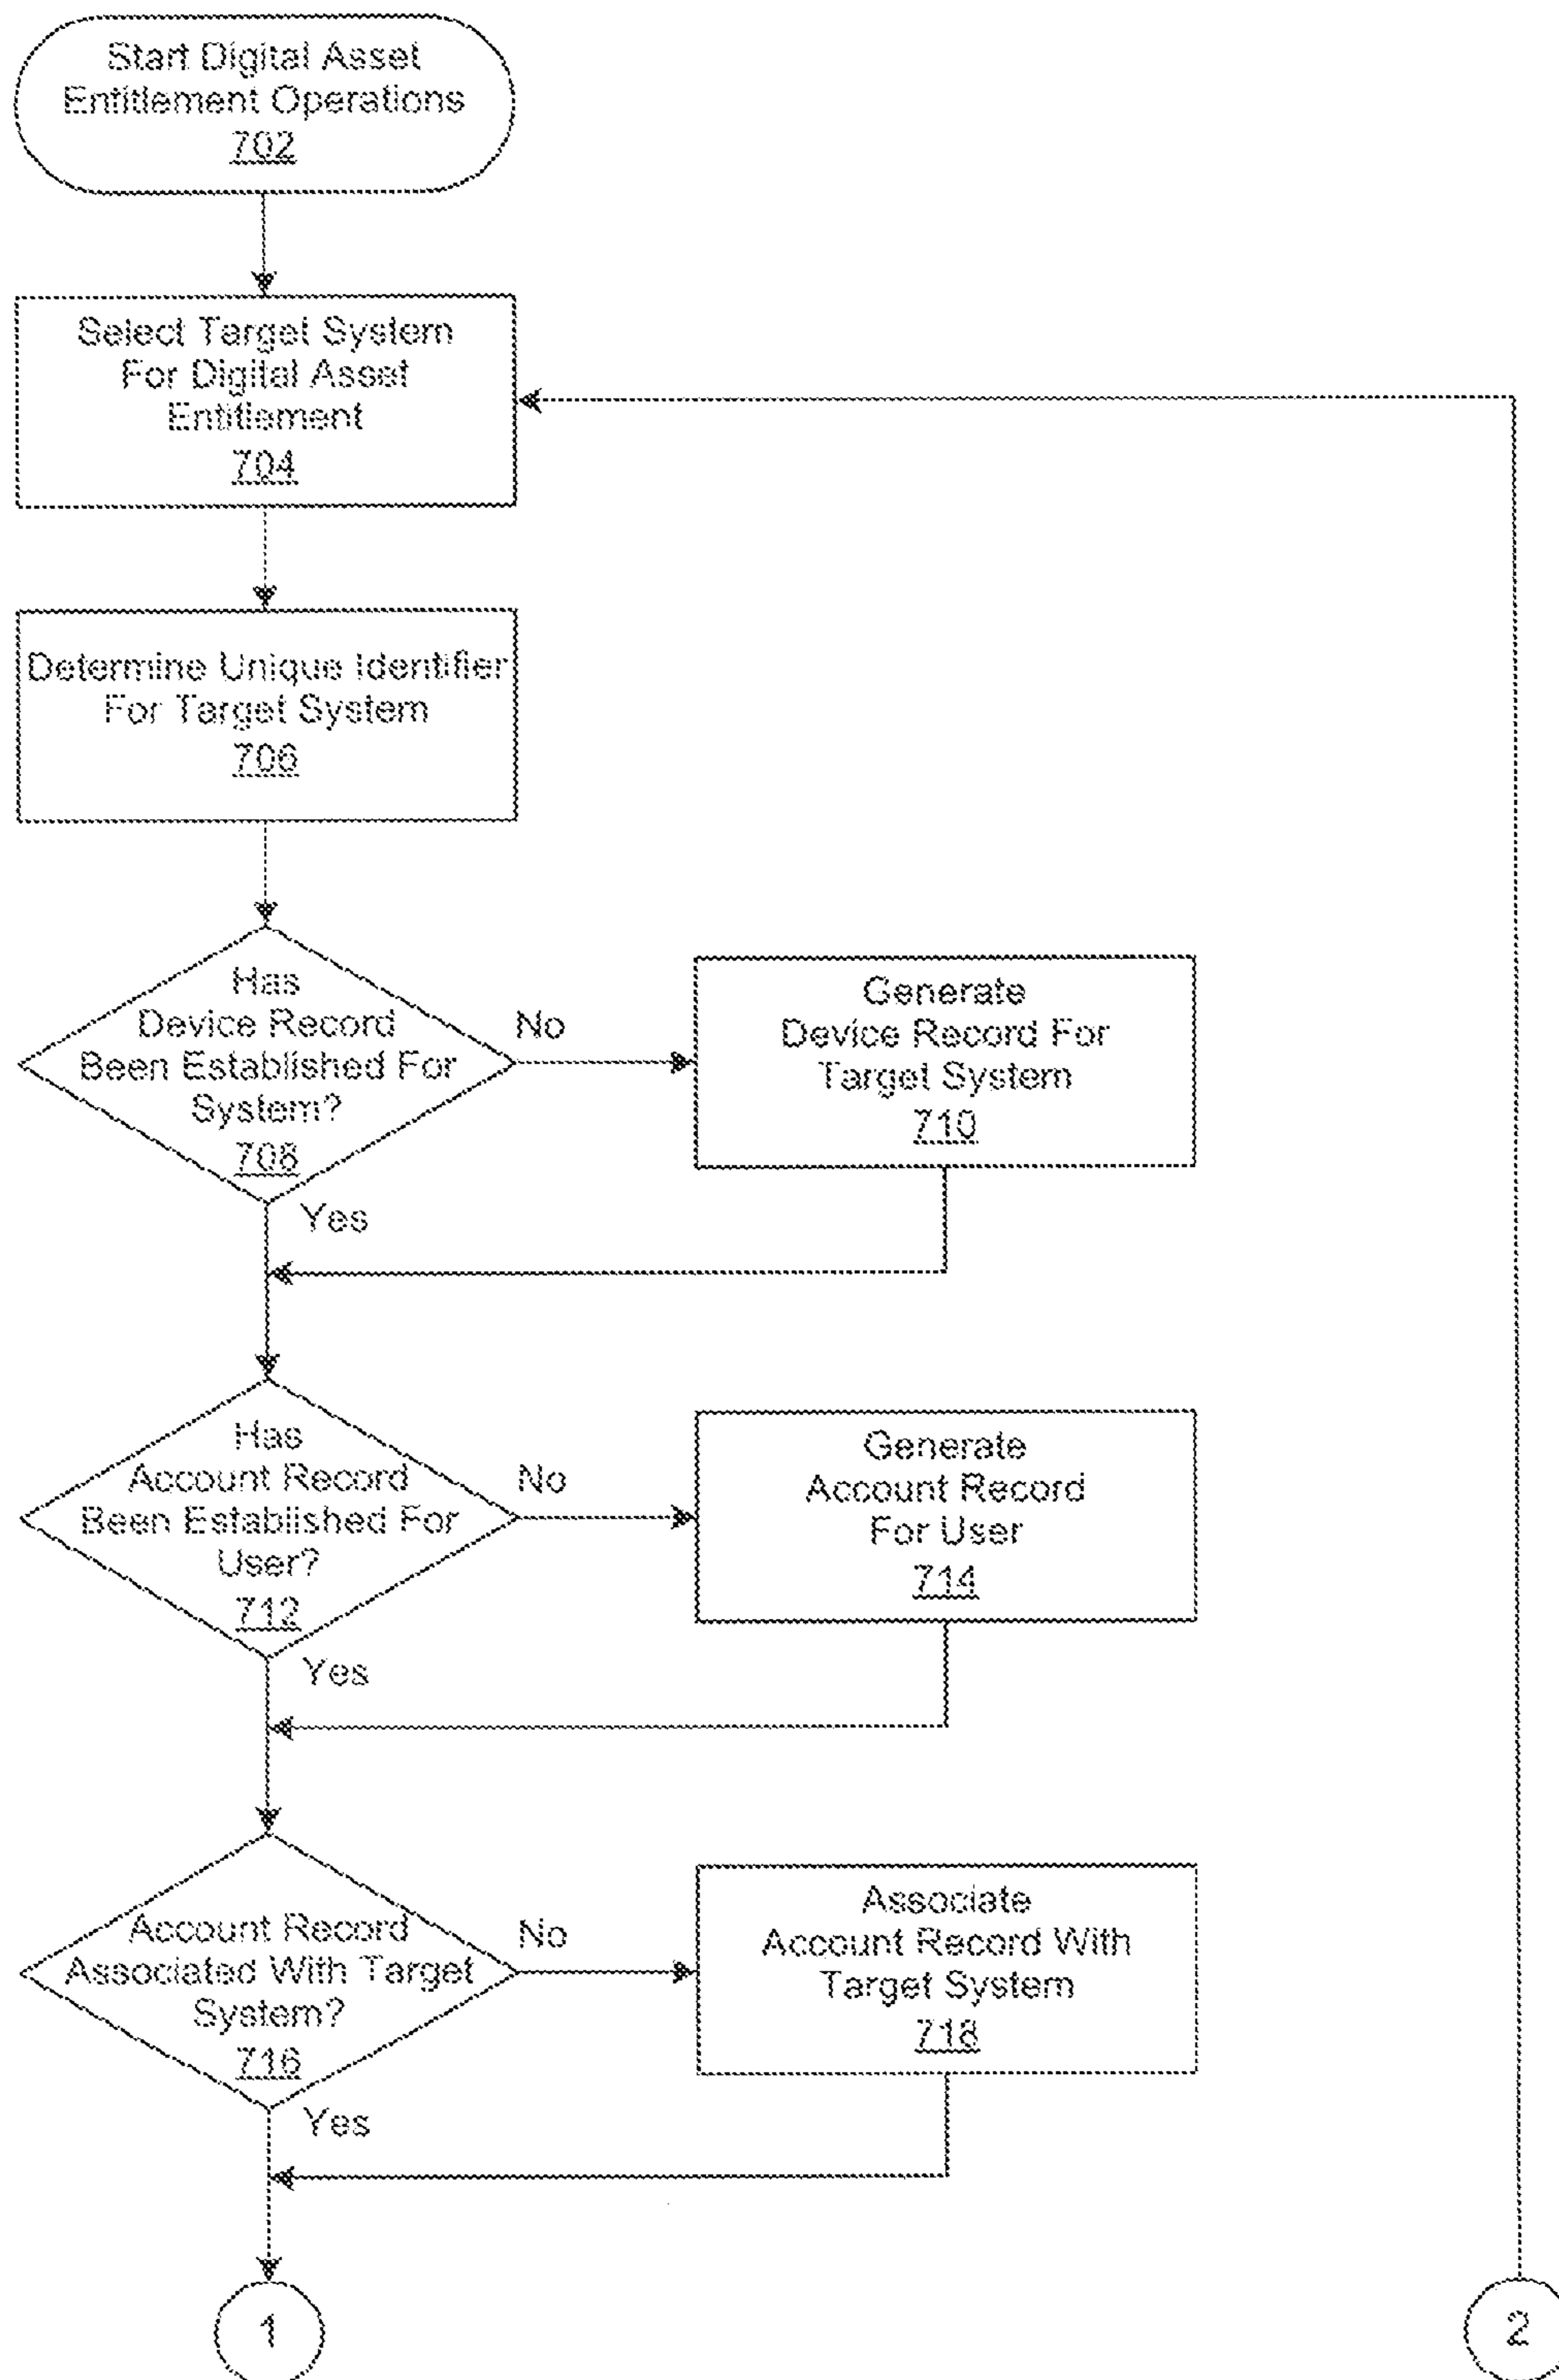 Start Digital Asset
Entitlement Operations
702
Select Target System
For Digital Asset
Entitlement
704
Determine Unique Identifier
For Target System
706
Has
Device Record
Been Established For
System?
708
No
Yes
Generate
Device Record For
Target System
710
Has
Account Record
Been Established For
User?
712
No
Yes
Generate
Account Record
For User
714
Account Record
Associated With Target
System?
716
No
Yes
Associate
Account Record With
Target System
718
1
2